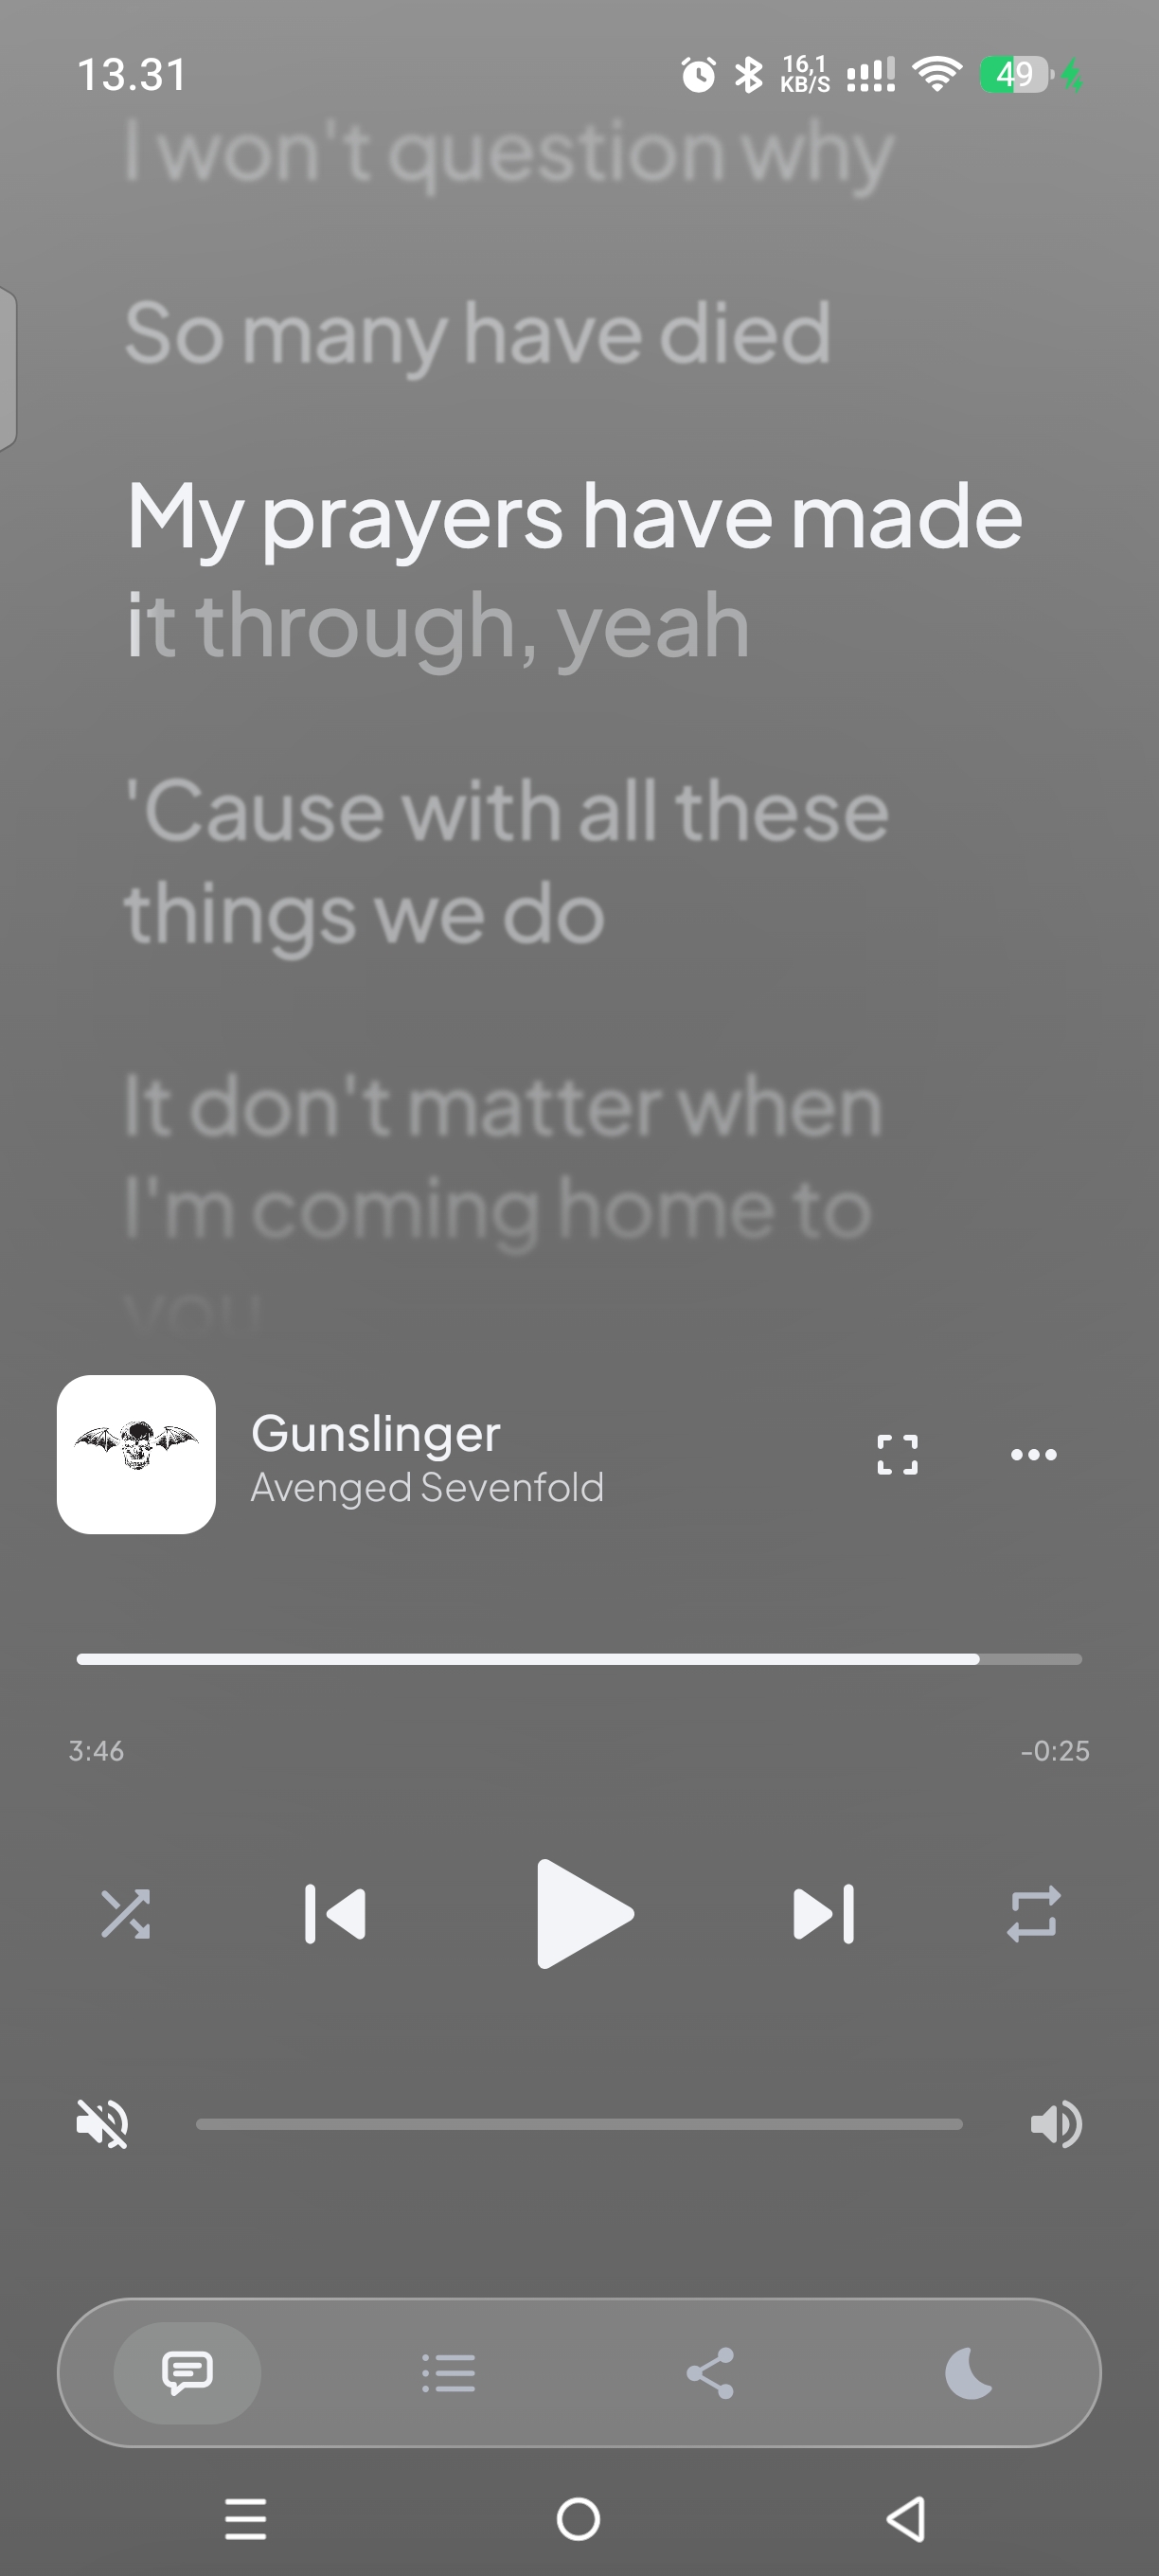 13.31
16,1
KB/S
49
I won't question why
So many have died
My prayers have made
it through, yeah
'Cause with all these
things we do
It don't matter when
I'm coming home to
you
Gunslinger
Avenged Sevenfold
3:46
-0:25